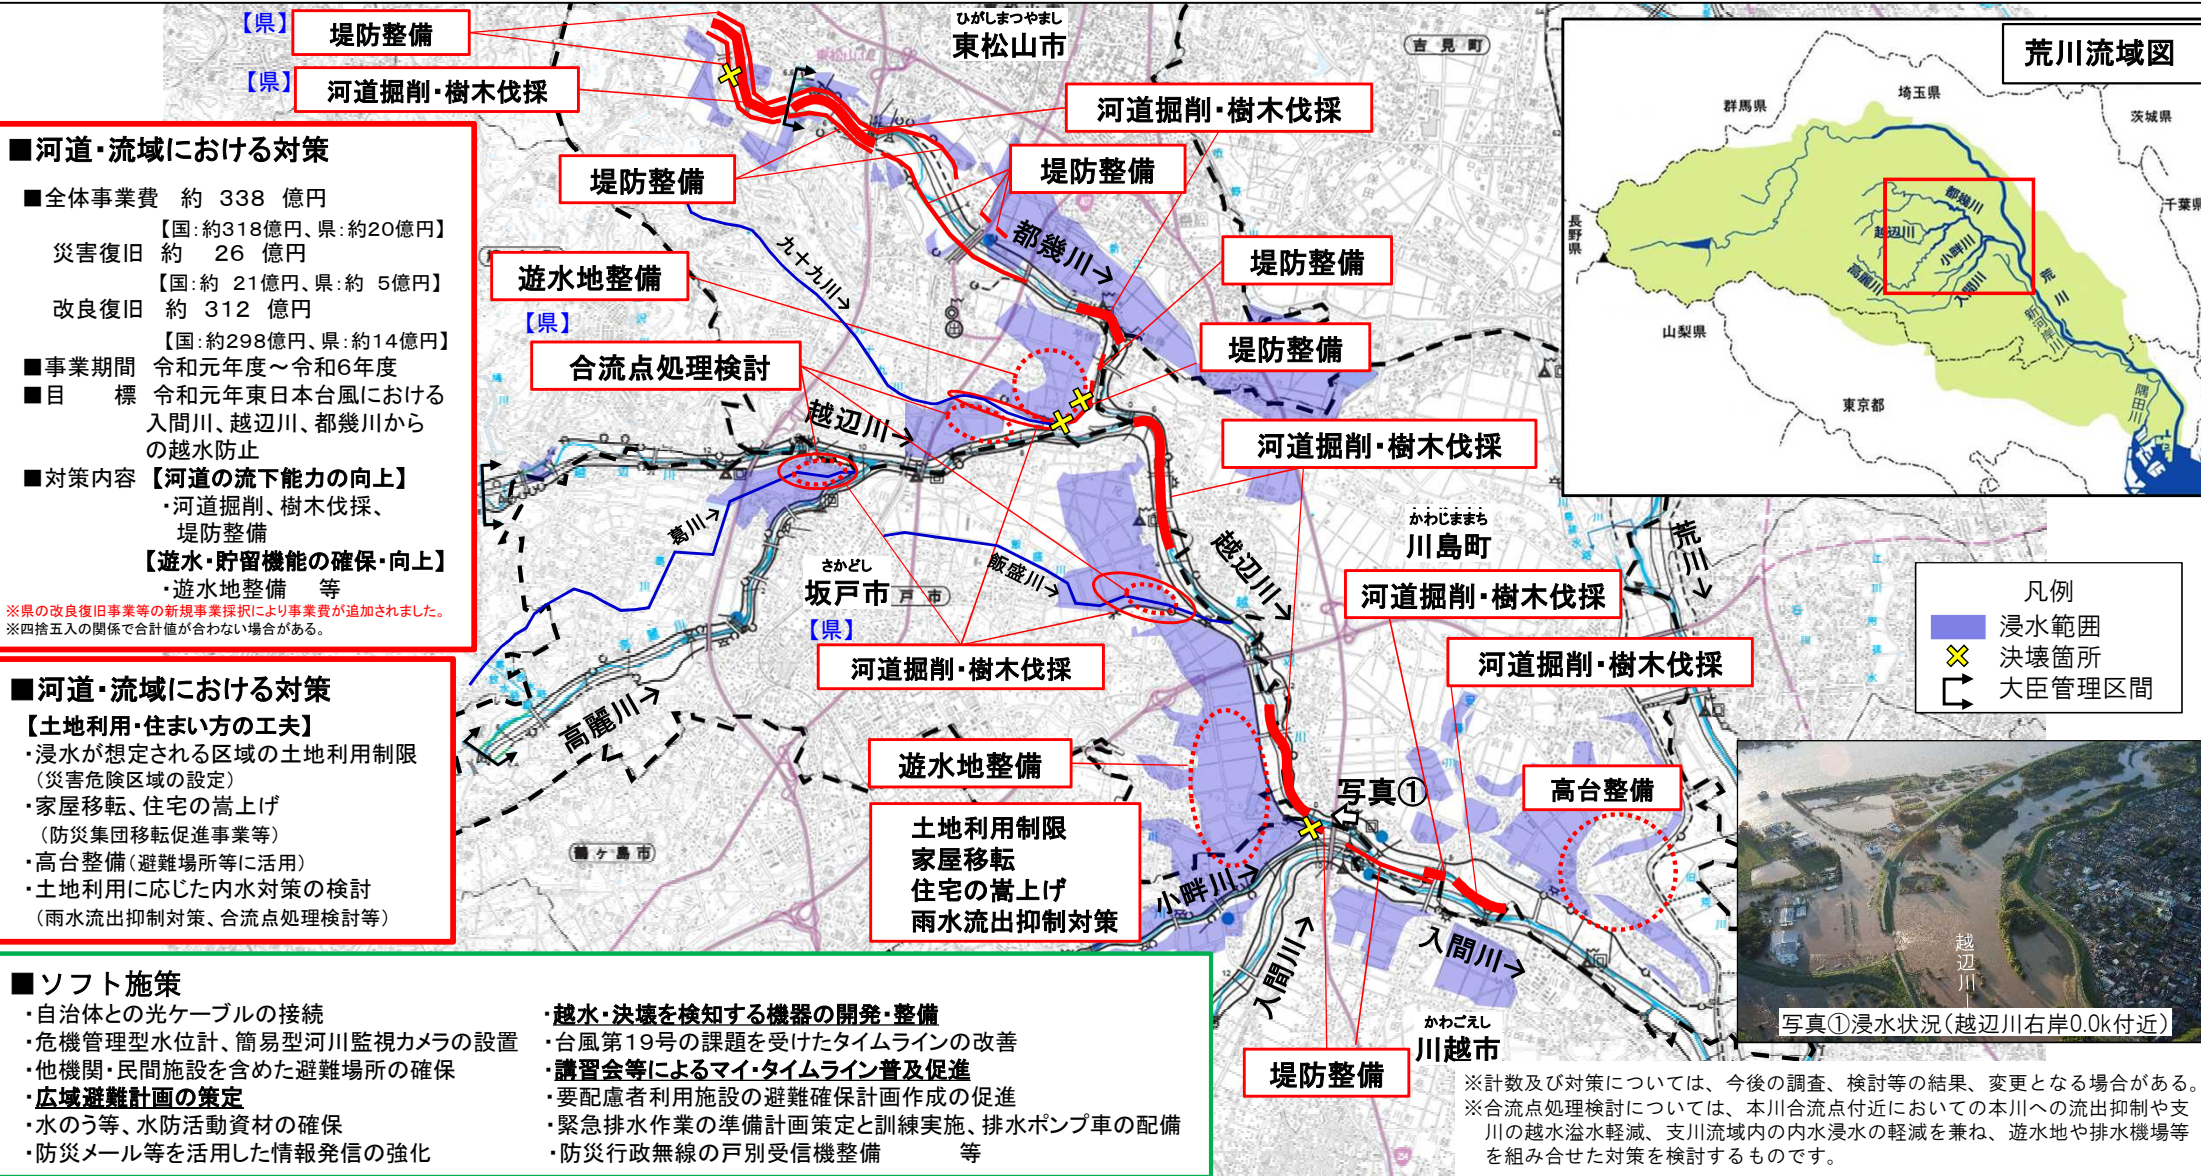 【県】
堤防整備
ひがしまつやまし
東松山市
吉見町
【県】
河道掘削・樹木伐採
河道掘削・樹木伐採
堤防整備
堤防整備
荒川流域図
群馬県
埼玉県
茨城県
千葉県
長野県
山梨県
東京都
都幾川
越辺川
小畔川
高麗川
入間川
荒川
新河岸川
隅田川
■河道・流域における対策
■全体事業費 約 338 億円
【国:約318億円、県:約20億円】
災害復旧 約 26 億円
【国:約 21億円、県:約 5億円】
改良復旧 約 312 億円
【国:約298億円、県:約14億円】
■事業期間 令和元年度～令和6年度
■目 標 令和元年東日本台風における
入間川、越辺川、都幾川から
の越水防止
■対策内容 【河道の流下能力の向上】
・河道掘削、樹木伐採、
堤防整備
【遊水・貯留機能の確保・向上】
・遊水地整備 等
※県の改良復旧事業等の新規事業採択により事業費が追加されました。
※四捨五入の関係で合計値が合わない場合がある。
九十九川→
都幾川→
遊水地整備
【県】
堤防整備
堤防整備
合流点処理検討
越辺川→
河道掘削・樹木伐採
葛川→
さかどし
坂戸市
【県】
飯盛川→
越辺川→
かわじままち
川島町
荒川→
河道掘削・樹木伐採
河道掘削・樹木伐採
河道掘削・樹木伐採
高麗川→
凡例
浸水範囲
決壊箇所
大臣管理区間
■河道・流域における対策
【土地利用・住まい方の工夫】
・浸水が想定される区域の土地利用制限
(災害危険区域の設定)
・家屋移転、住宅の嵩上げ
(防災集団移転促進事業等)
・高台整備(避難場所等に活用)
・土地利用に応じた内水対策の検討
(雨水流出抑制対策、合流点処理検討等)
鶴ヶ島市
遊水地整備
写真①
高台整備
土地利用制限
家屋移転
住宅の嵩上げ
雨水流出抑制対策
小畔川→
入間川→
入間川→
かわごえし
川越市
堤防整備
越辺川
写真①浸水状況(越辺川右岸0.0k付近)
■ソフト施策
・自治体との光ケーブルの接続
・危機管理型水位計、簡易型河川監視カメラの設置
・他機関・民間施設を含めた避難場所の確保
・広域避難計画の策定
・水のう等、水防活動資材の確保
・防災メール等を活用した情報発信の強化
・越水・決壊を検知する機器の開発・整備
・台風第19号の課題を受けたタイムラインの改善
・講習会等によるマイ・タイムライン普及促進
・要配慮者利用施設の避難確保計画作成の促進
・緊急排水作業の準備計画策定と訓練実施、排水ポンプ車の配備
・防災行政無線の戸別受信機整備 等
※計数及び対策については、今後の調査、検討等の結果、変更となる場合がある。
※合流点処理検討については、本川合流点付近においての本川への流出抑制や支
川の越水溢水軽減、支川流域内の内水浸水の軽減を兼ね、遊水地や排水機場等
を組み合せた対策を検討するものです。